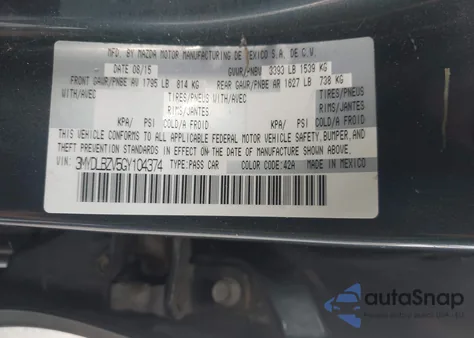 MFD. BY MAZDA MOTOR MANUFACTURING DE MEXICO S.A. DE C.V.
DATE 08/15 GVWR/PNBV 3393 LB 1539 KG
FRONT GAWR/PNBE AV 1795 LB 814 KG REAR GAWR/PNBE AR 1627 LB 738 KG
WITH/AVEC TIRES/PNEUS WITH/AVEC TIRES/PNEUS
RIMS/JANTES RIMS/JANTES
KPA/ PSI COLD/A FROID KPA/ PSI COLD/A FROID
THIS VEHICLE CONFORMS TO ALL APPLICABLE FEDERAL MOTOR VEHICLE SAFETY, BUMPER, AND
THEFT PREVENTION STANDARDS IN EFFECT ON THE DATE OF MANUFACTURE SHOWN ABOVE.
VIN: 3MYDLBZV5GY104374 TYPE:PASS CAR COLOR CODE:42A MADE IN MEXICO
autoSnap